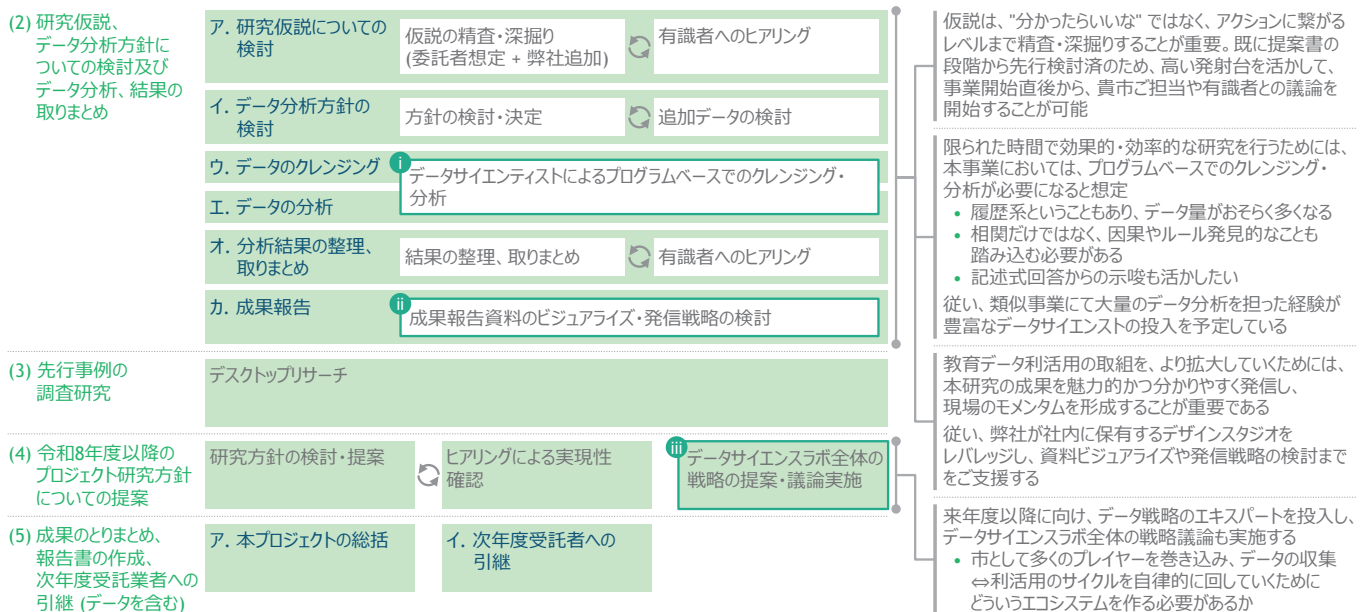 (2) 研究仮説、
データ分析方針に
ついての検討及び
データ分析、結果の
取りまとめ
ア. 研究仮説についての
検討
仮説の精査・深掘り
(委託者想定 + 弊社追加)
有識者へのヒアリング
イ. データ分析方針の
検討
方針の検討・決定
追加データの検討
ウ. データのクレンジング
エ. データの分析
i
データサイエンティストによるプログラムベースでのクレンジング・
分析
オ. 分析結果の整理、
取りまとめ
結果の整理、取りまとめ
有識者へのヒアリング
カ. 成果報告
ii
成果報告資料のビジュアライズ・発信戦略の検討
(3) 先行事例の
調査研究
デスクトップリサーチ
(4) 令和8年度以降の
プロジェクト研究方針
についての提案
研究方針の検討・提案
ヒアリングによる実現性
確認
iii
データサイエンスラボ全体の
戦略の提案・議論実施
(5) 成果のとりまとめ、
報告書の作成、
次年度受託業者への
引継 (データを含む)
ア. 本プロジェクトの総括
イ. 次年度受託者への
引継
仮説は、"分かったらいいな" ではなく、アクションに繋がる
レベルまで精査・深掘りすることが重要。既に提案書の
段階から先行検討済のため、高い発射台を活かして、
事業開始直後から、貴市ご担当や有識者との議論を
開始することが可能
限られた時間で効果的・効率的な研究を行うためには、
本事業においては、プログラムベースでのクレンジング・
分析が必要になると想定
• 履歴系ということもあり、データ量がおそらく多くなる
• 相関だけではなく、因果やルール発見的なことも
踏み込む必要がある
• 記述式回答からの示唆も活かしたい
従い、類似事業にて大量のデータ分析を担った経験が
豊富なデータサイエンストの投入を予定している
教育データ利活用の取組を、より拡大していくためには、
本研究の成果を魅力的かつ分かりやすく発信し、
現場のモメンタムを形成することが重要である
従い、弊社が社内に保有するデザインスタジオを
レバレッジし、資料ビジュアライズや発信戦略の検討まで
をご支援する
来年度以降に向け、データ戦略のエキスパートを投入し、
データサイエンスラボ全体の戦略議論も実施する
• 市として多くのプレイヤーを巻き込み、データの収集
⇔利活用のサイクルを自律的に回していくために
どういうエコシステムを作る必要があるか